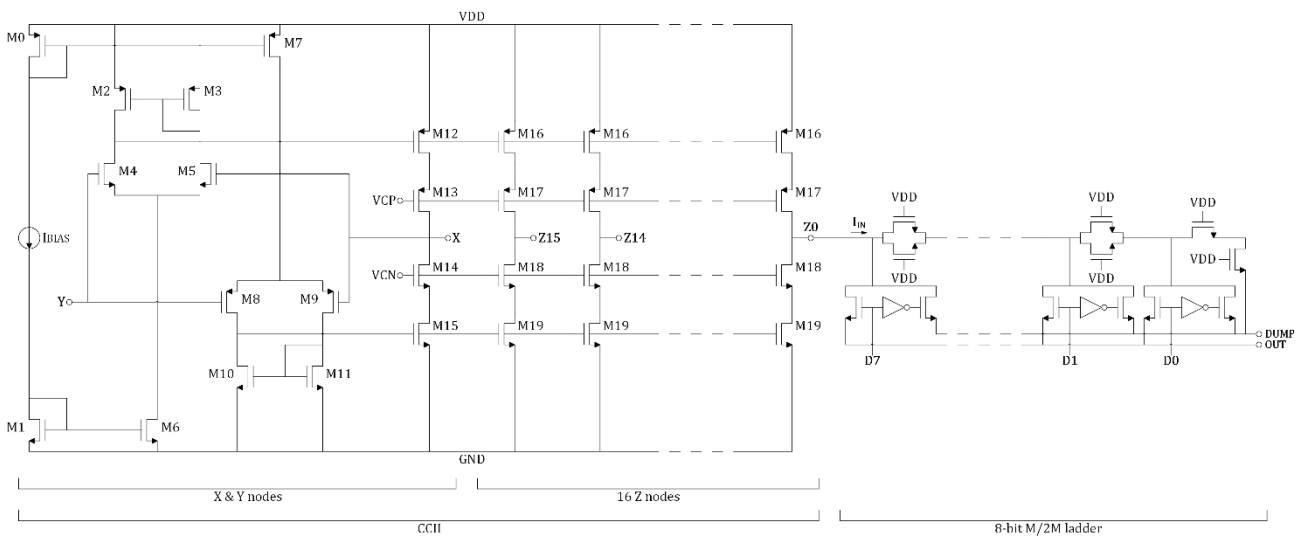 VDD
M0
M7
M2
M3
M12
M16
M16
M16
M4
M5
M13
M17
M17
M17
VCP
VDD
VDD
VDD
IBIAS
X
Z15
Z14
Z0
IIN
VCN
M14
M18
M18
M18
VDD
VDD
VDD
Y
M8
M9
M15
M19
M19
M19
DUMP
OUT
M10
M11
D7
D1
D0
M1
M6
GND
X & Y nodes
16 Z nodes
CCII
8-bit M/2M ladder